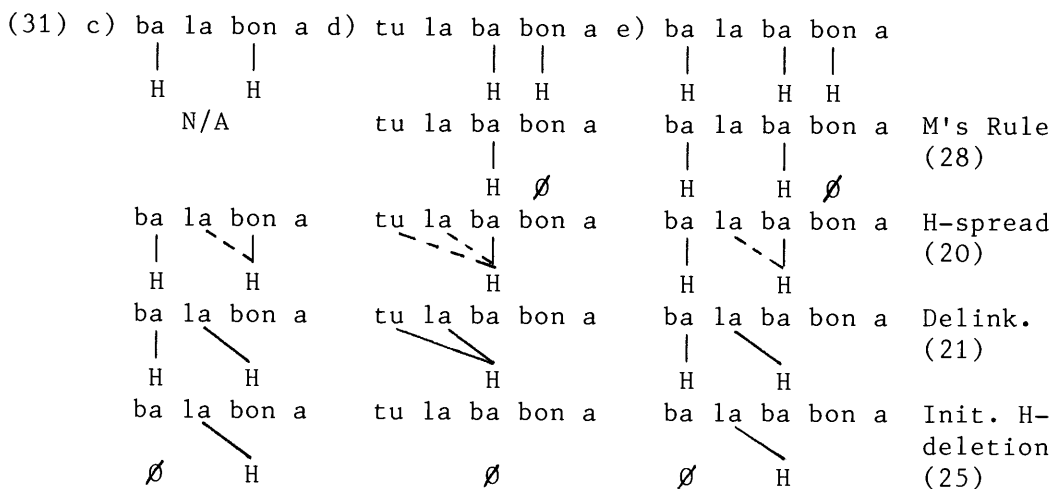 (31) c) ba la bon a d) tu la ba bon a e) ba la ba bon a
H H H H H H H
N/A tu la ba bon a ba la ba bon a M's Rule
(28)
H Ø H H Ø
ba la bon a tu la ba bon a ba la ba bon a H-spread
(20)
H H H H H
ba la bon a tu la ba bon a ba la ba bon a Delink.
(21)
H H H H H
ba la bon a tu la ba bon a ba la ba bon a Init. H-
deletion
Ø H Ø Ø H (25)